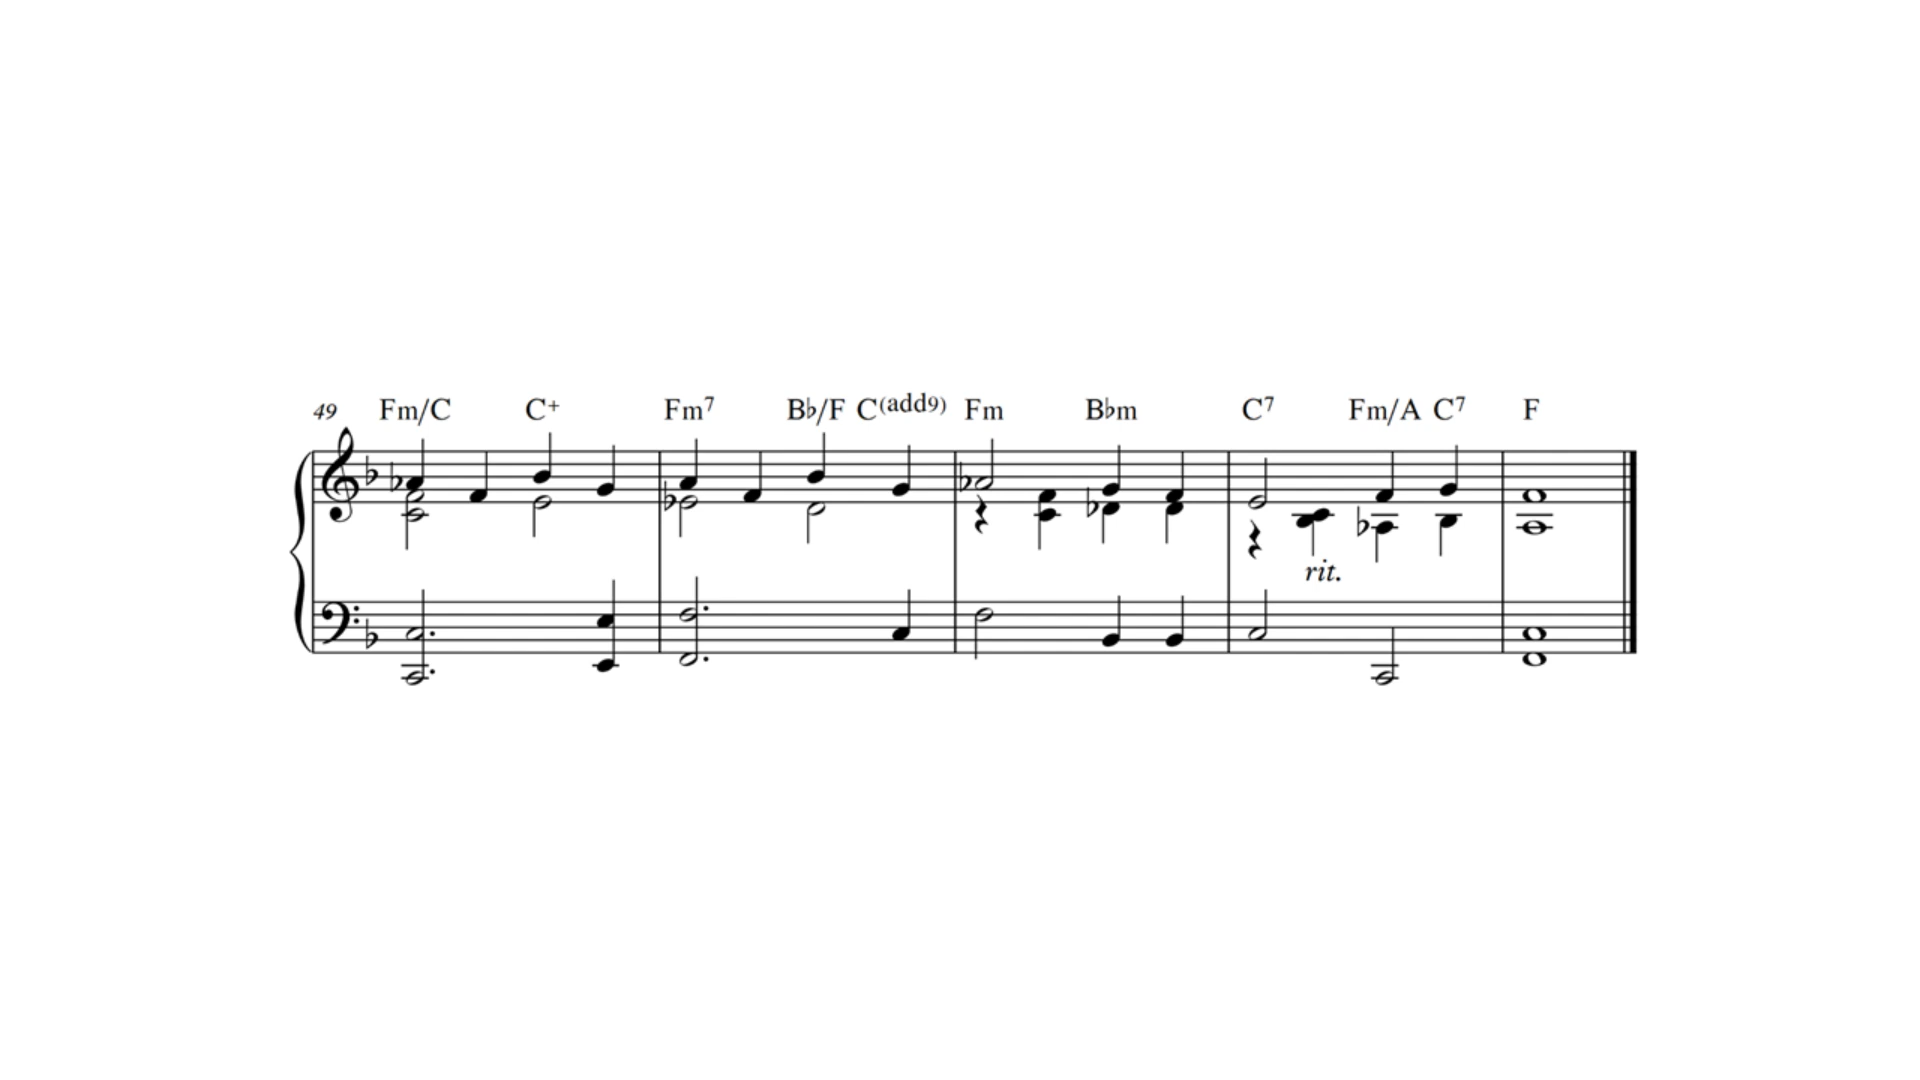 49 Fm/C C+ Fm7 B♭/F C(add9) Fm B♭m C7 Fm/A C7 F
rit.